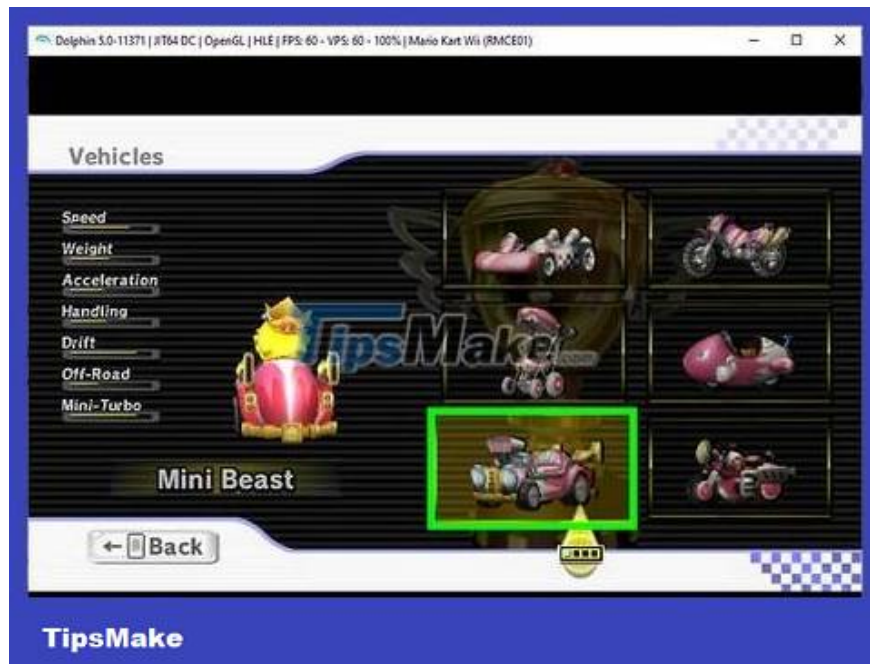 Dolphin 5.0-11371 | JIT64 DC | OpenGL | HLE | FPS: 60 - VPS: 60 - 100% | Mario Kart Wii (RMCE01)
Vehicles
Speed
Weight
Acceleration
Handling
Drift
Off-Road
Mini-Turbo
TipsMake.com
Mini Beast
Back
TipsMake